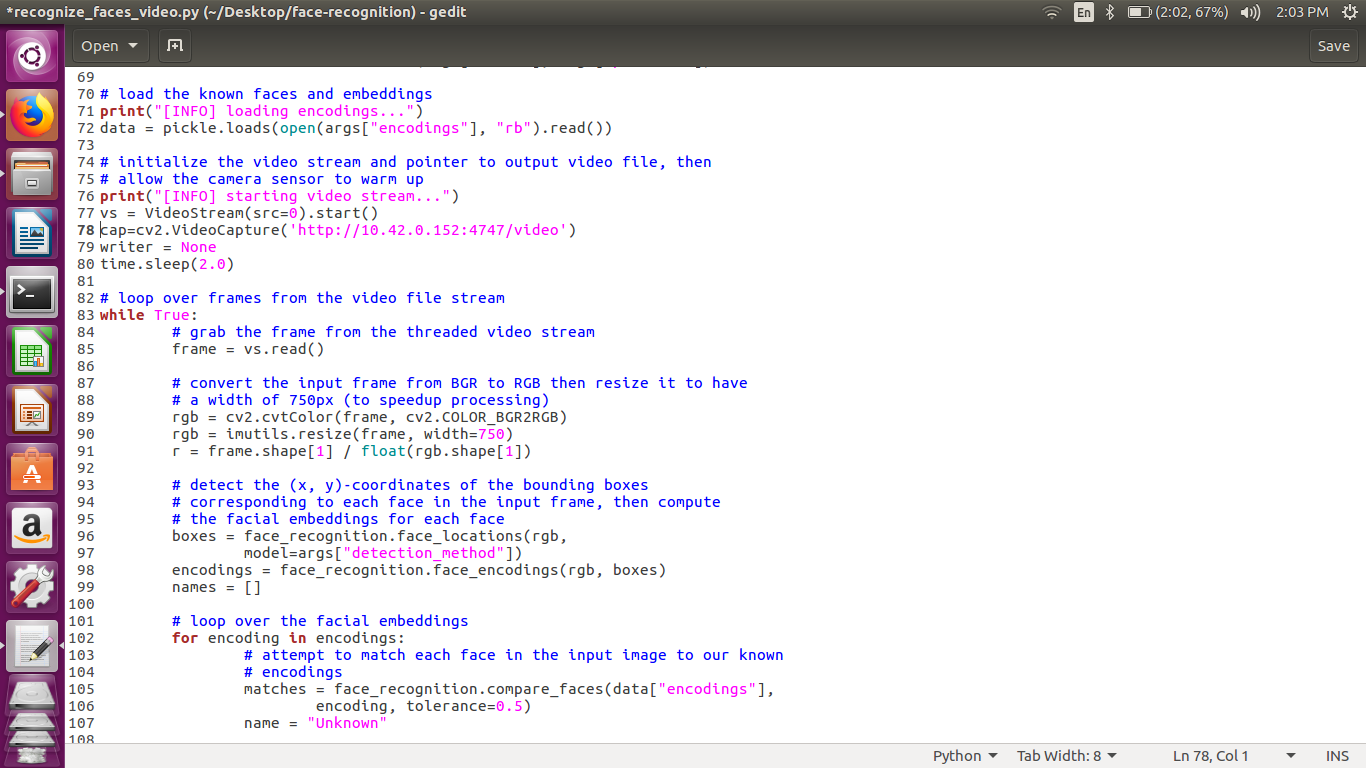 *recognize_faces_video.py (~/Desktop/face-recognition) - gedit
En
(2:02, 67%)
2:03 PM
Open
Save
69
70 # load the known faces and embeddings
71 print("[INFO] loading encodings...")
72 data = pickle.loads(open(args["encodings"], "rb").read())
73
74 # initialize the video stream and pointer to output video file, then
75 # allow the camera sensor to warm up
76 print("[INFO] starting video stream...")
77 vs = VideoStream(src=0).start()
78 cap=cv2.VideoCapture('http://10.42.0.152:4747/video')
79 writer = None
80 time.sleep(2.0)
81
82 # loop over frames from the video file stream
83 while True:
84 # grab the frame from the threaded video stream
85 frame = vs.read()
86
87 # convert the input frame from BGR to RGB then resize it to have
88 # a width of 750px (to speedup processing)
89 rgb = cv2.cvtColor(frame, cv2.COLOR_BGR2RGB)
90 rgb = imutils.resize(frame, width=750)
91 r = frame.shape[1] / float(rgb.shape[1])
92
93 # detect the (x, y)-coordinates of the bounding boxes
94 # corresponding to each face in the input frame, then compute
95 # the facial embeddings for each face
96 boxes = face_recognition.face_locations(rgb,
97 model=args["detection_method"])
98 encodings = face_recognition.face_encodings(rgb, boxes)
99 names = []
100
101 # loop over the facial embeddings
102 for encoding in encodings:
103 # attempt to match each face in the input image to our known
104 # encodings
105 matches = face_recognition.compare_faces(data["encodings"],
106 encoding, tolerance=0.5)
107 name = "Unknown"
108
Python
Tab Width: 8
Ln 78, Col 1
INS